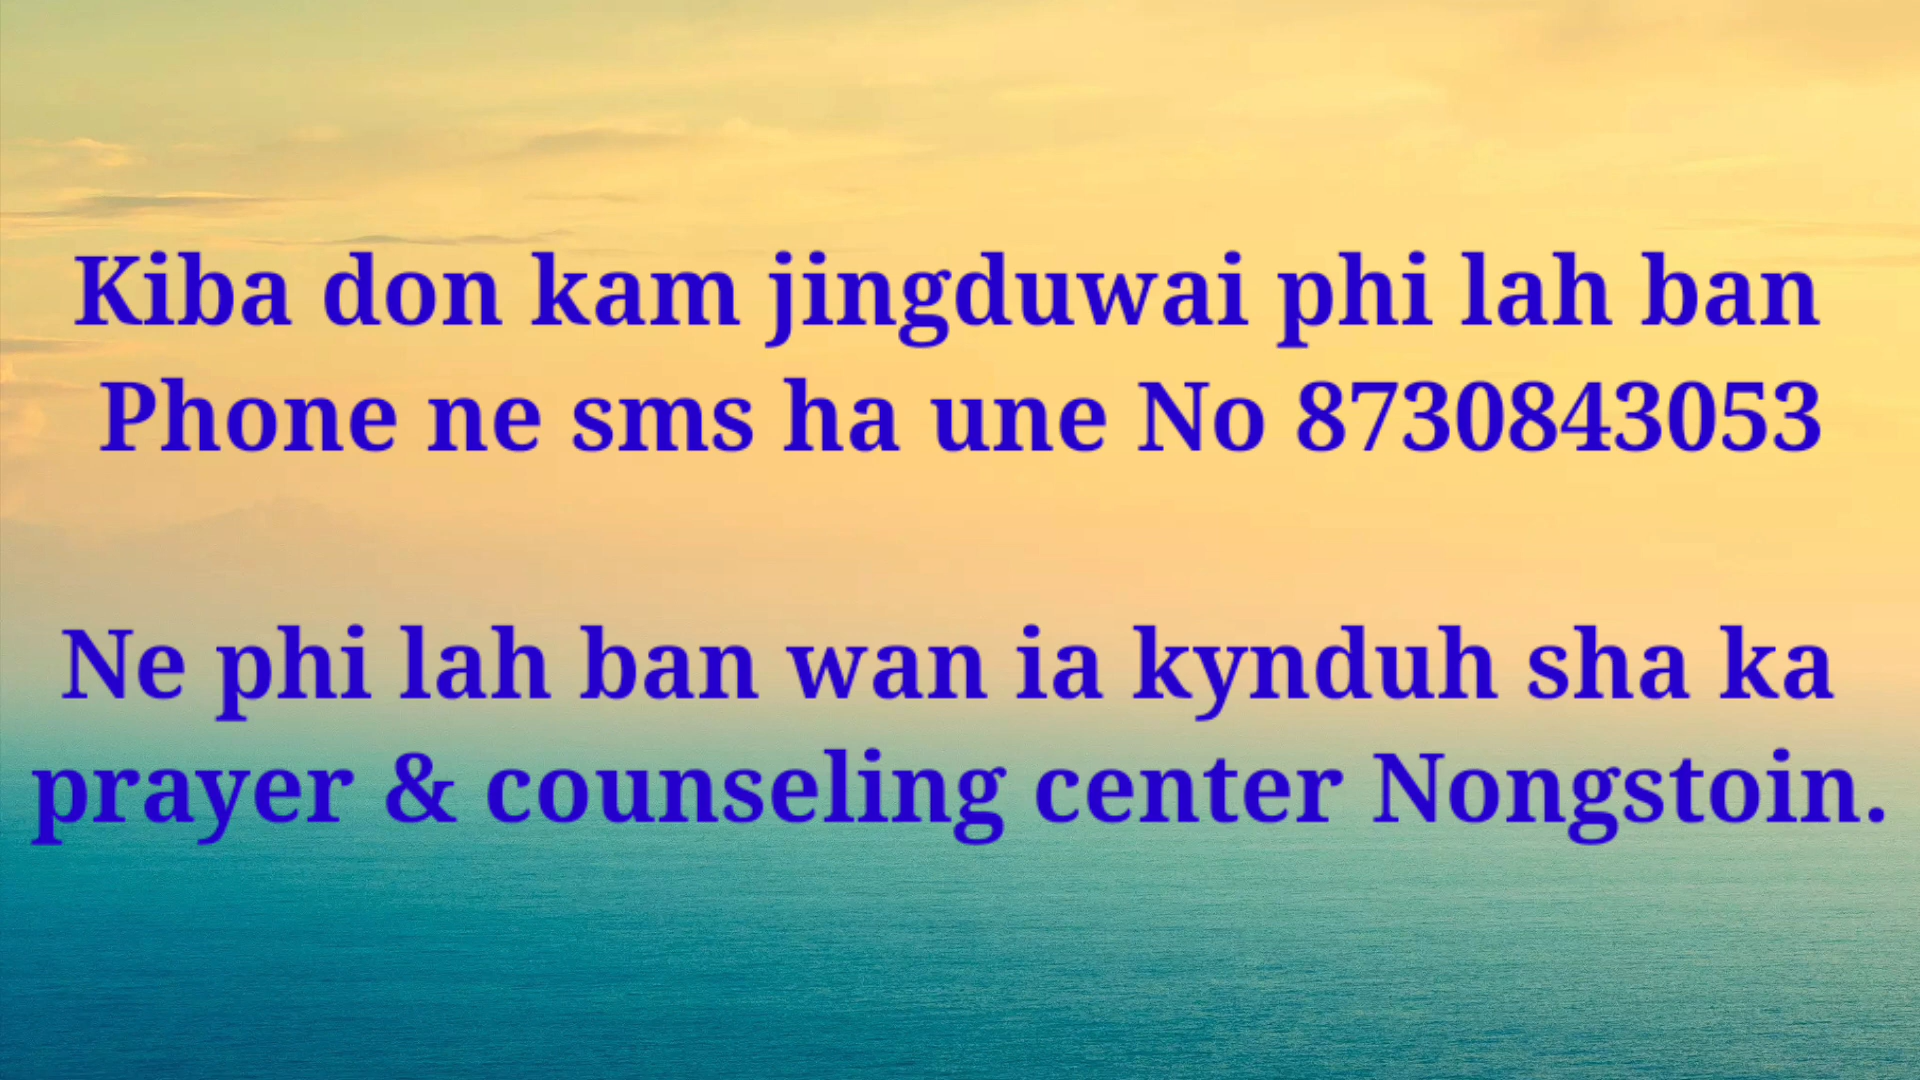 Kiba don kam jingduwai phi lah ban
Phone ne sms ha une No 8730843053
Ne phi lah ban wan ia kynduh sha ka
prayer & counseling center Nongstoin.